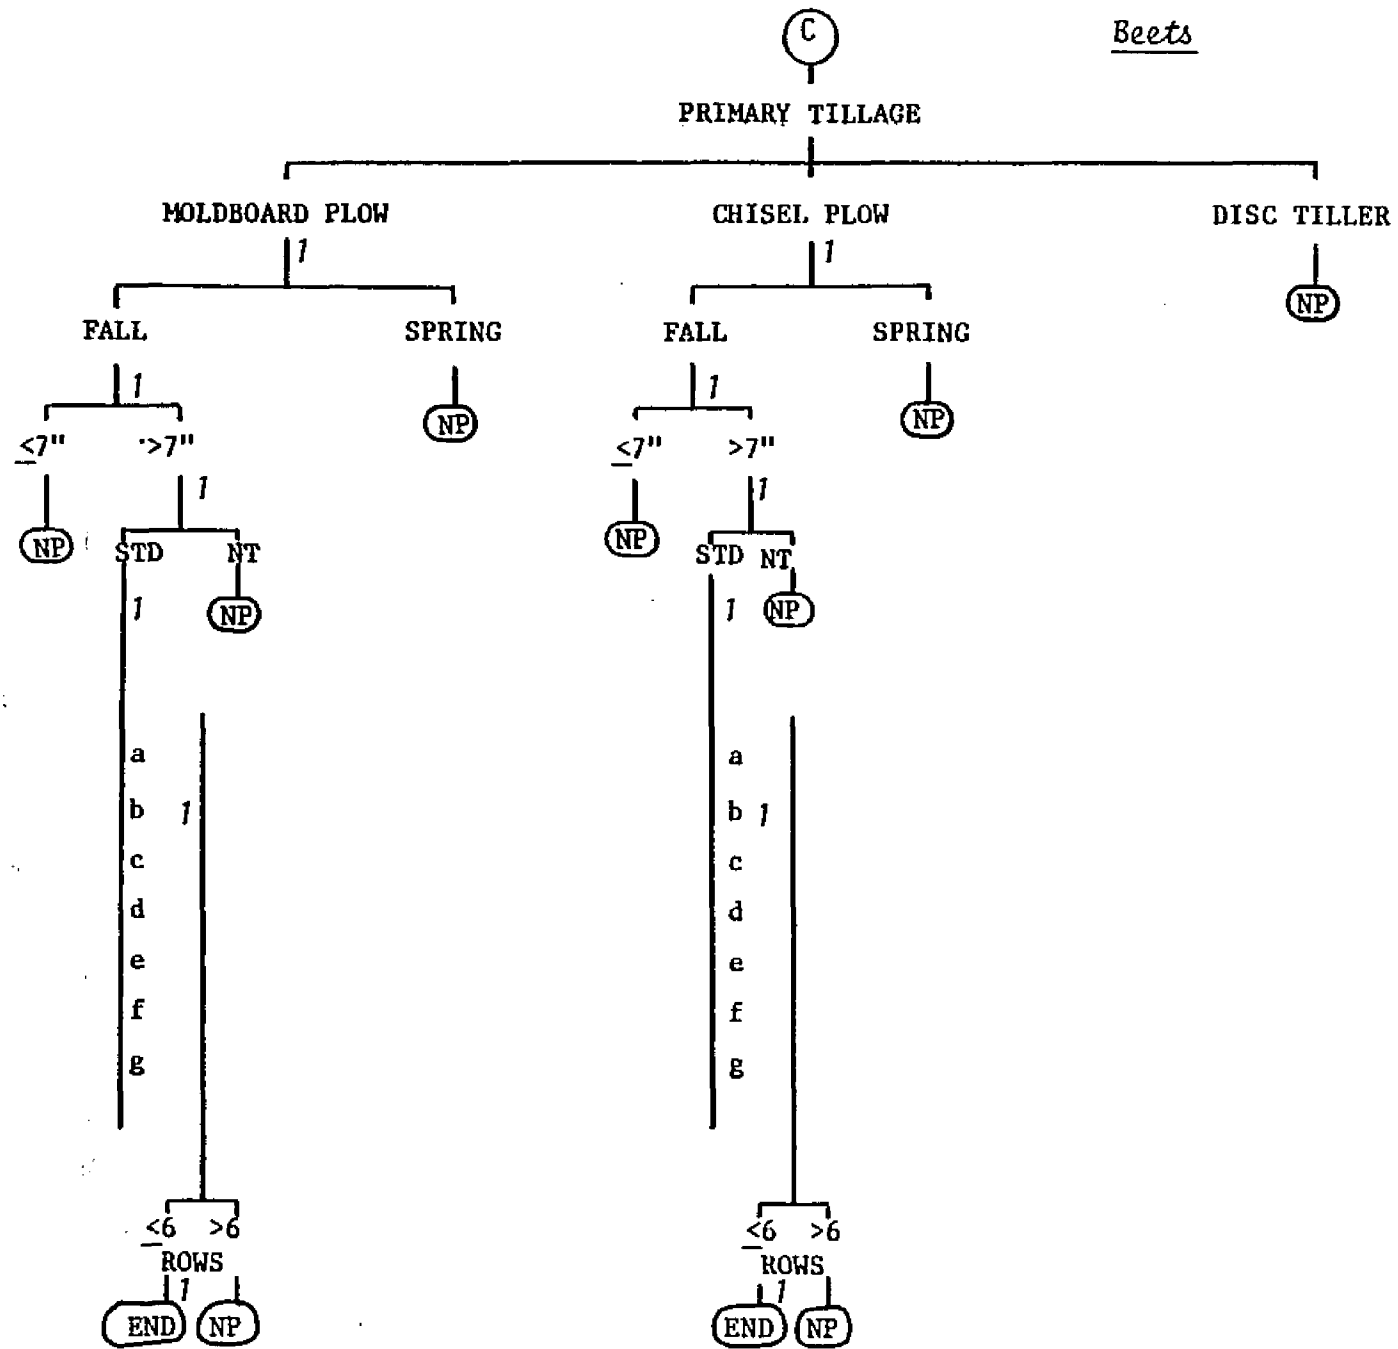 C
Beets
PRIMARY TILLAGE
MOLDBOARD PLOW CHISEL PLOW DISC TILLER
1 1
NP
FALL SPRING FALL SPRING
1 1
NP NP
<7" >7" <7" >7"
1 1
NP NP
STD NT STD NT
1 NP 1 NP
a a
b 1 b 1
c c
d d
e e
f f
g g
<6 >6 <6 >6
ROWS ROWS
1 1
END NP END NP